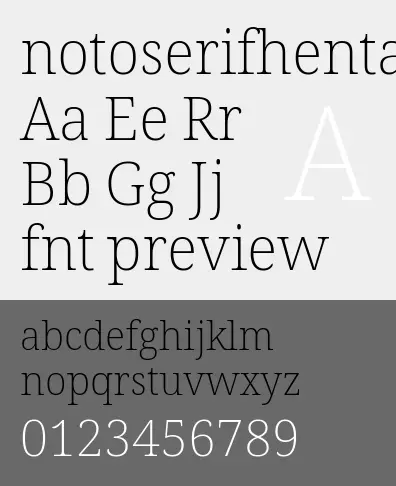 notoserifhenta
Aa Ee Rr
A
Bb Gg Jj
fnt preview
abcdefghijklm
nopqrstuvwxyz
0123456789